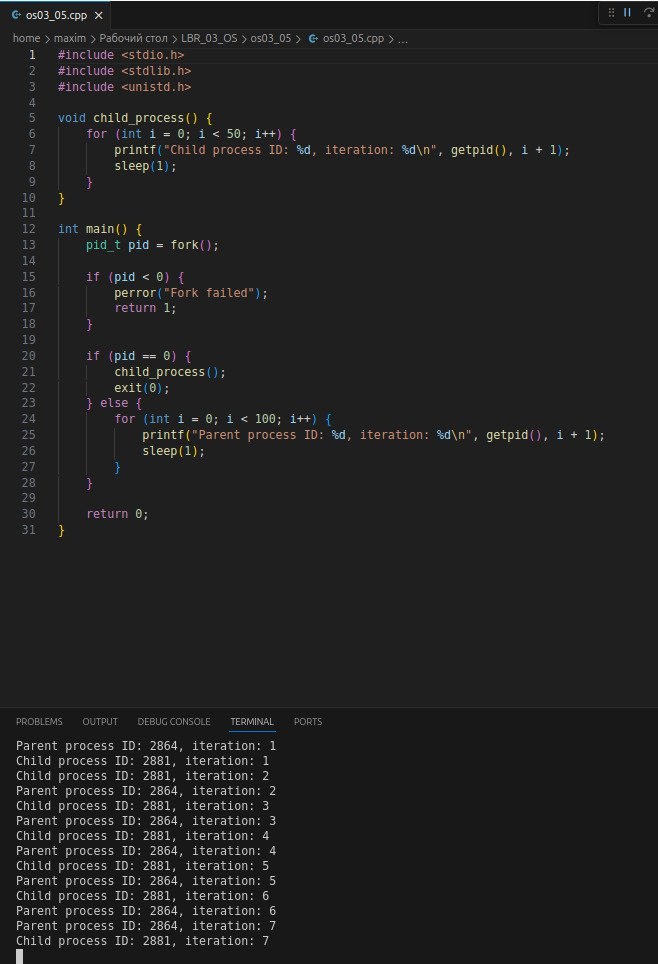 os03_05.cpp
home > maxim > Рабочий стол > LBR_03_OS > os03_05 > os03_05.cpp > ...
1 #include <stdio.h>
2 #include <stdlib.h>
3 #include <unistd.h>
4
5 void child_process() {
6     for (int i = 0; i < 50; i++) {
7         printf("Child process ID: %d, iteration: %d\n", getpid(), i + 1);
8         sleep(1);
9     }
10 }
11
12 int main() {
13     pid_t pid = fork();
14
15     if (pid < 0) {
16         perror("Fork failed");
17         return 1;
18     }
19
20     if (pid == 0) {
21         child_process();
22         exit(0);
23     } else {
24         for (int i = 0; i < 100; i++) {
25             printf("Parent process ID: %d, iteration: %d\n", getpid(), i + 1);
26             sleep(1);
27         }
28     }
29
30     return 0;
31 }
PROBLEMS OUTPUT DEBUG CONSOLE TERMINAL PORTS
Parent process ID: 2864, iteration: 1
Child process ID: 2881, iteration: 1
Child process ID: 2881, iteration: 2
Parent process ID: 2864, iteration: 2
Child process ID: 2881, iteration: 3
Parent process ID: 2864, iteration: 3
Child process ID: 2881, iteration: 4
Parent process ID: 2864, iteration: 4
Child process ID: 2881, iteration: 5
Parent process ID: 2864, iteration: 5
Child process ID: 2881, iteration: 6
Parent process ID: 2864, iteration: 6
Parent process ID: 2864, iteration: 7
Child process ID: 2881, iteration: 7